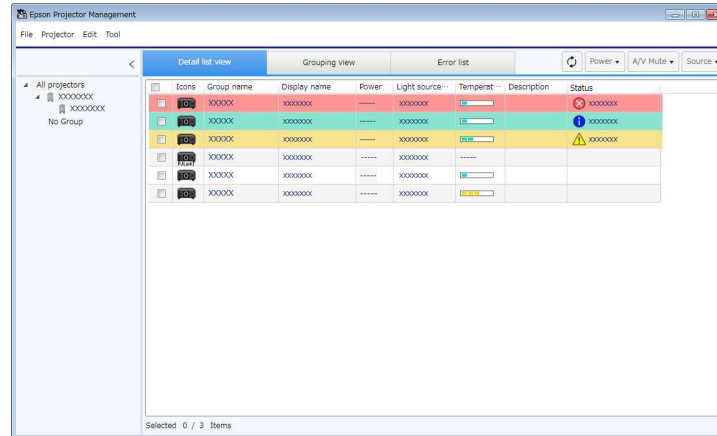 Epson Projector Management
File Projector Edit Tool
< Detail list view Grouping view Error list Power A/V Mute Source
All projectors
XXXXXXX
XXXXXXX
No Group
Icons Group name Display name Power Light source... Temperat... Description Status
XXXXX xxxxxxx ----- xxxxxxx xxxxxxx
XXXXX xxxxxxx ----- xxxxxxx xxxxxxx
XXXXX xxxxxxx ----- xxxxxxx xxxxxxx
XXXXX xxxxxxx ----- xxxxxxx -----
XXXXX xxxxxxx ----- xxxxxxx
XXXXX xxxxxxx ----- xxxxxxx
Selected 0 / 3 Items